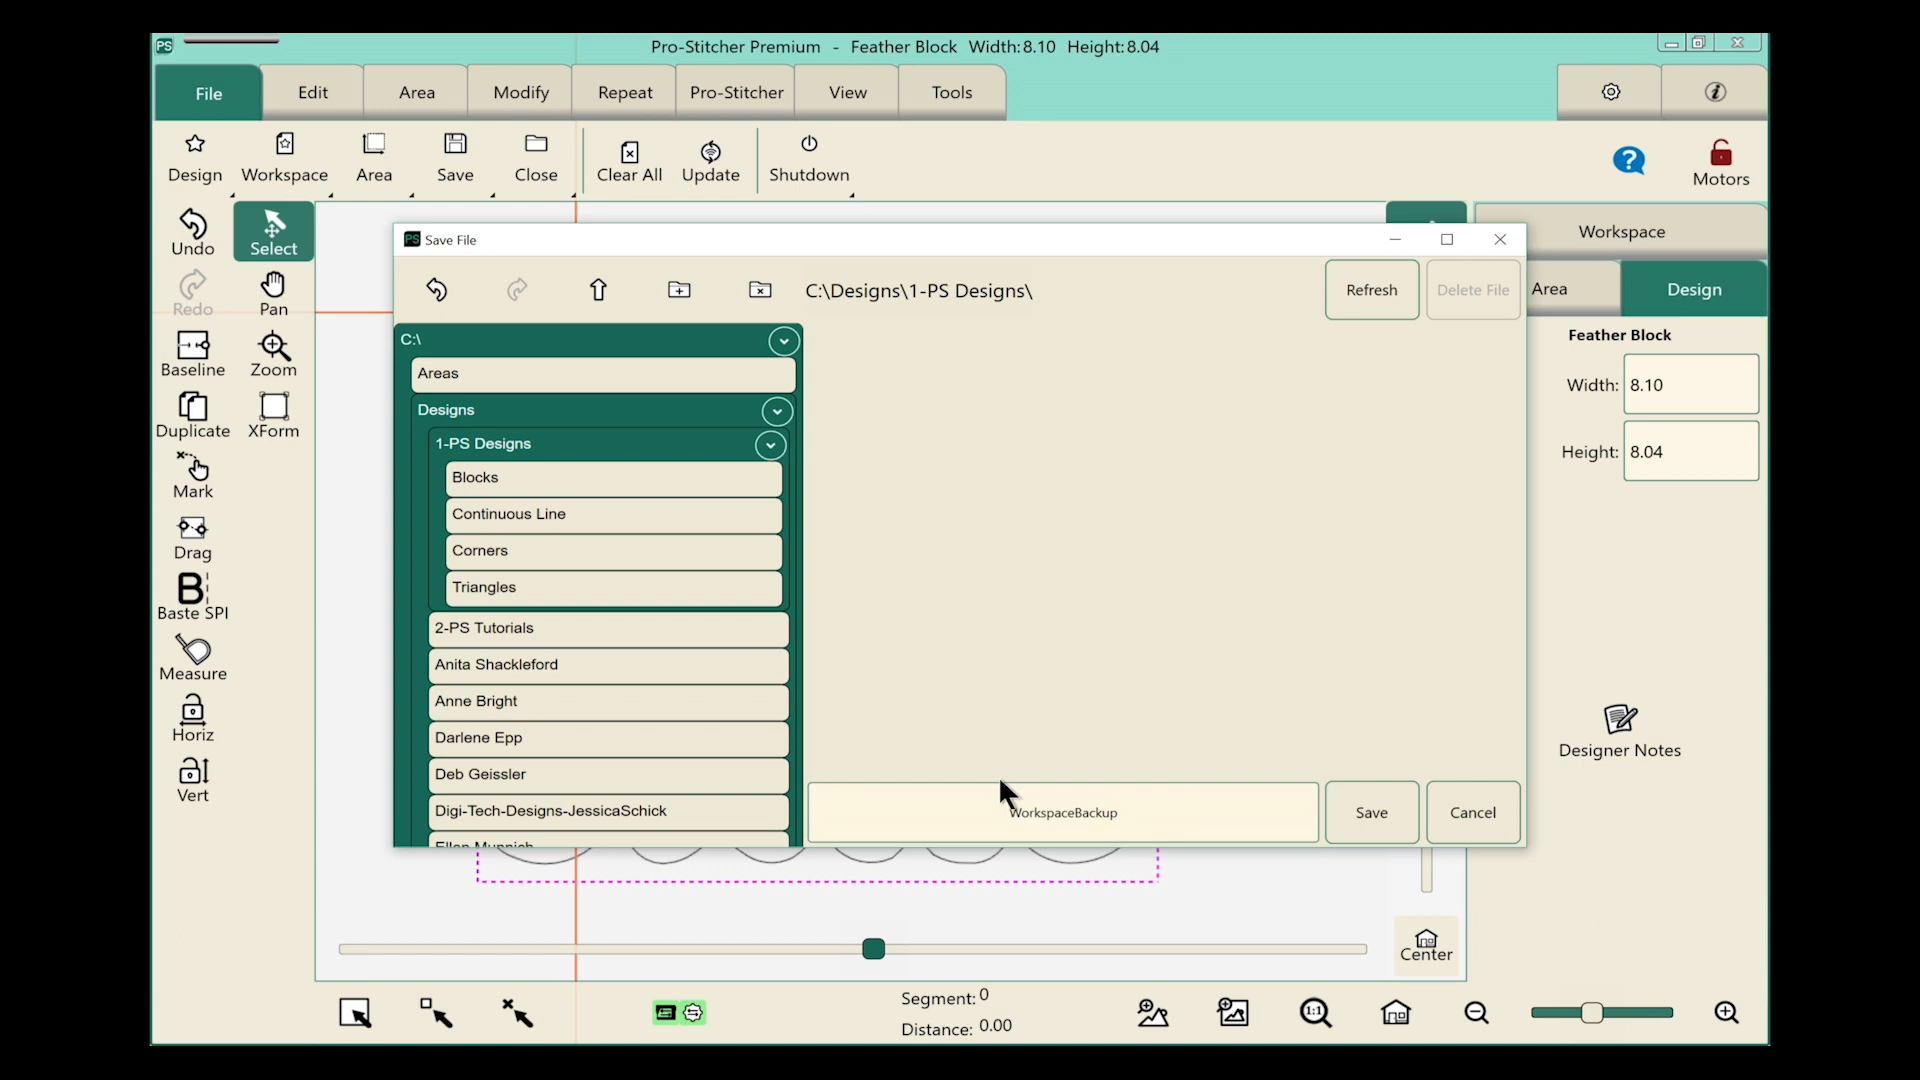 PS
Pro-Stitcher Premium - Feather Block Width:8.10 Height:8.04
File Edit Area Modify Repeat Pro-Stitcher View Tools
Design Workspace Area Save Close Clear All Update Shutdown Motors
Undo Select
Redo Pan
Baseline Zoom
Duplicate XForm
Mark
Drag
B
Baste SPI
Measure
Horiz
Vert
PS Save File
C:\Designs\1-PS Designs\
Refresh Delete File
C:\
Areas
Designs
1-PS Designs
Blocks
Continuous Line
Corners
Triangles
2-PS Tutorials
Anita Shackleford
Anne Bright
Darlene Epp
Deb Geissler
Digi-Tech-Designs-JessicaSchick
Ellen Munnich
WorkspaceBackup
Save Cancel
Workspace
Area Design
Feather Block
Width: 8.10
Height: 8.04
Designer Notes
Center
Segment: 0
Distance: 0.00
1:1